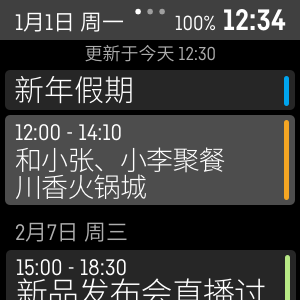 1月1日 周一 100% 12:34
更新于今天 12:30
新年假期
12:00 - 14:10
和小张、小李聚餐
川香火锅城
2月7日 周三
15:00 - 18:30
新品发布会直播讨